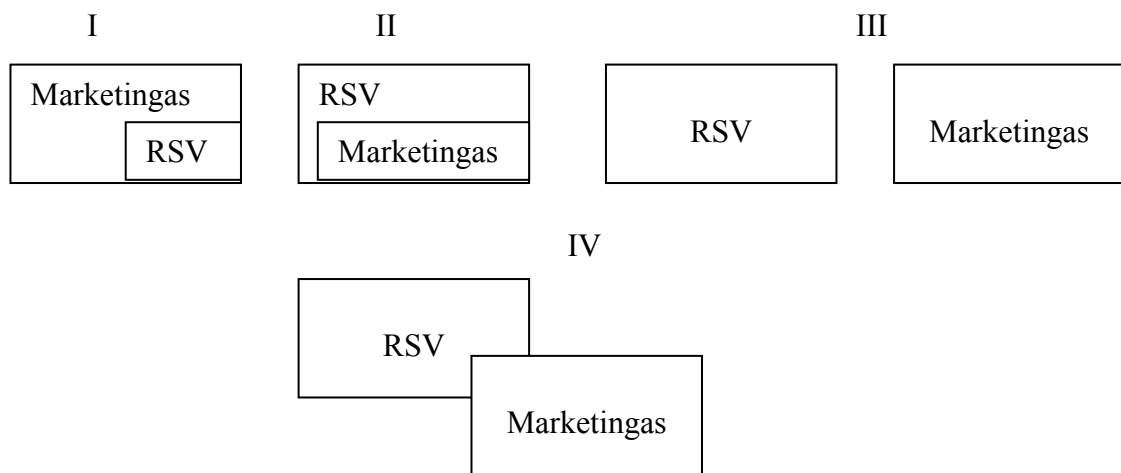 I II III
Marketingas RSV
RSV Marketingas RSV Marketingas
IV
RSV
Marketingas